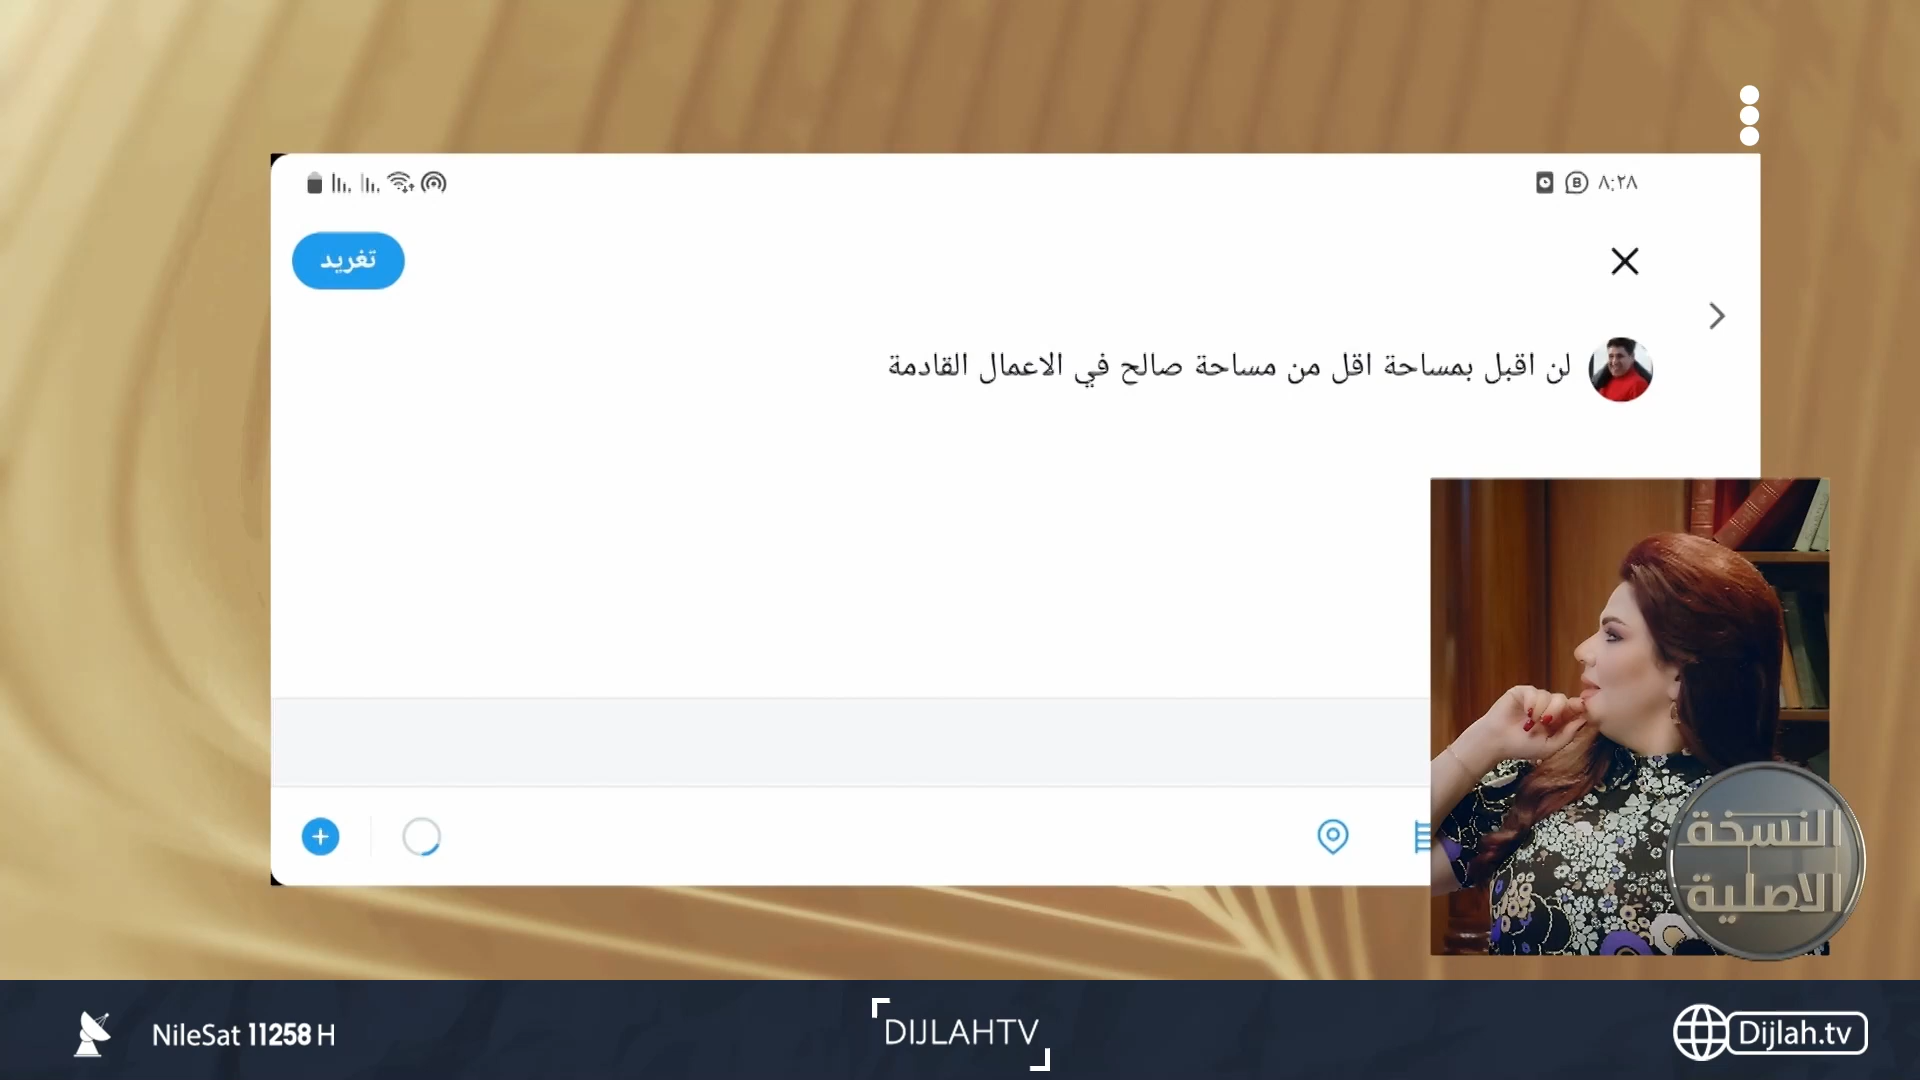 ٨:٢٨
تغريد
لن اقبل بمساحة اقل من مساحة صالح في الاعمال القادمة
النسخة
الاصلية
NileSat 11258 H
DIJLAHTV
Dijlah.tv